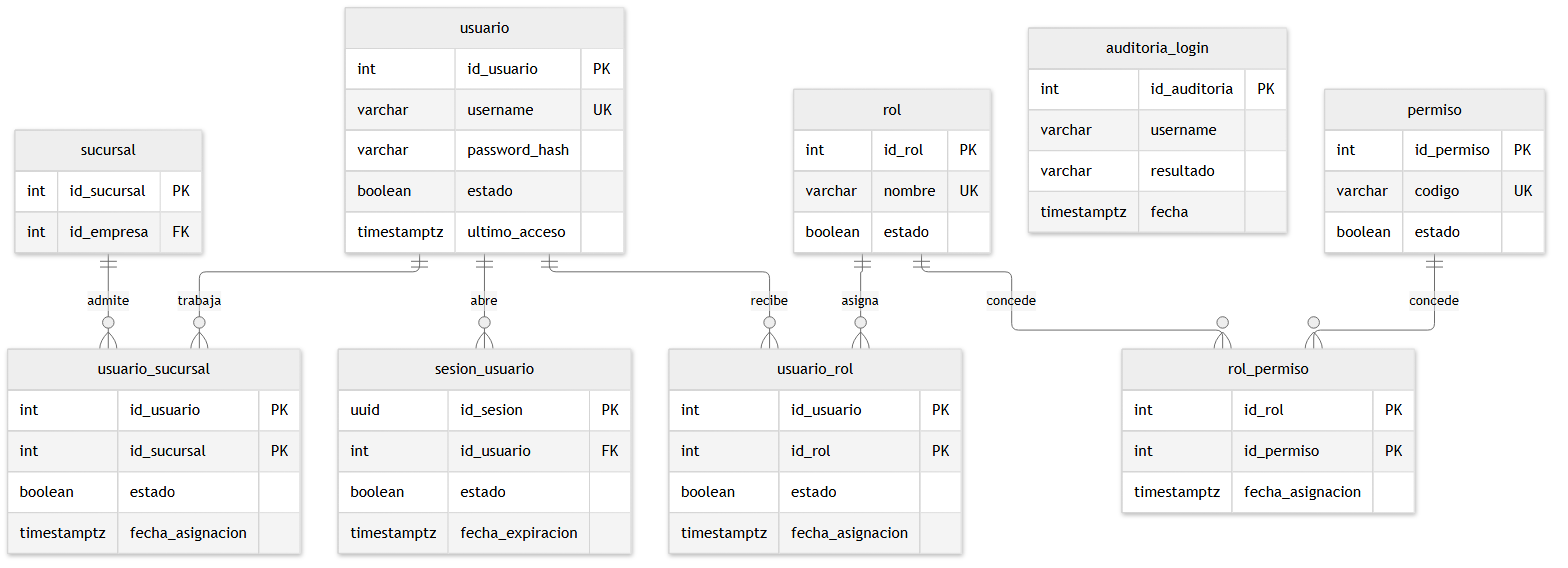 usuario
int id_usuario PK
varchar username UK
varchar password_hash
boolean estado
timestamptz ultimo_acceso
auditoria_login
int id_auditoria PK
varchar username
varchar resultado
timestamptz fecha
rol
int id_rol PK
varchar nombre UK
boolean estado
permiso
int id_permiso PK
varchar codigo UK
boolean estado
sucursal
int id_sucursal PK
int id_empresa FK
admite
trabaja
abre
recibe
asigna
concede
concede
usuario_sucursal
int id_usuario PK
int id_sucursal PK
boolean estado
timestamptz fecha_asignacion
sesion_usuario
uuid id_sesion PK
int id_usuario FK
boolean estado
timestamptz fecha_expiracion
usuario_rol
int id_usuario PK
int id_rol PK
boolean estado
timestamptz fecha_asignacion
rol_permiso
int id_rol PK
int id_permiso PK
timestamptz fecha_asignacion